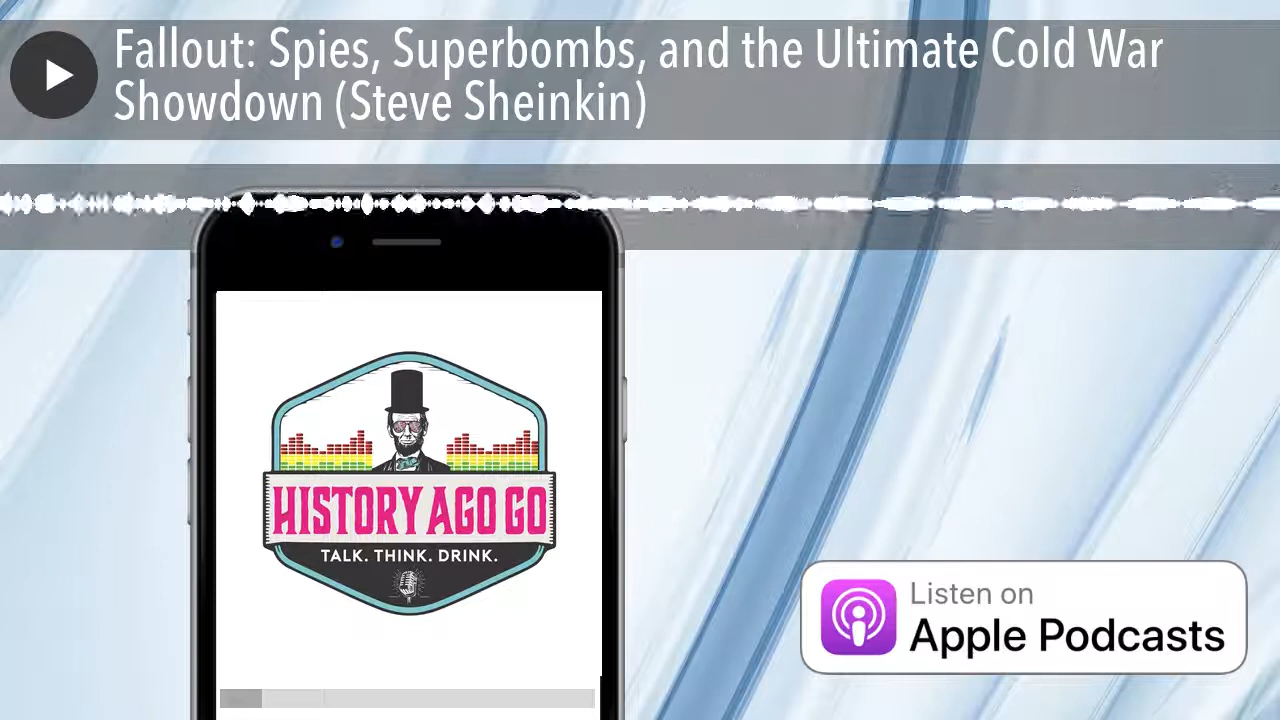 Fallout: Spies, Superbombs, and the Ultimate Cold War
Showdown (Steve Sheinkin)
HISTORY AGO GO
TALK. THINK. DRINK.
Listen on
Apple Podcasts